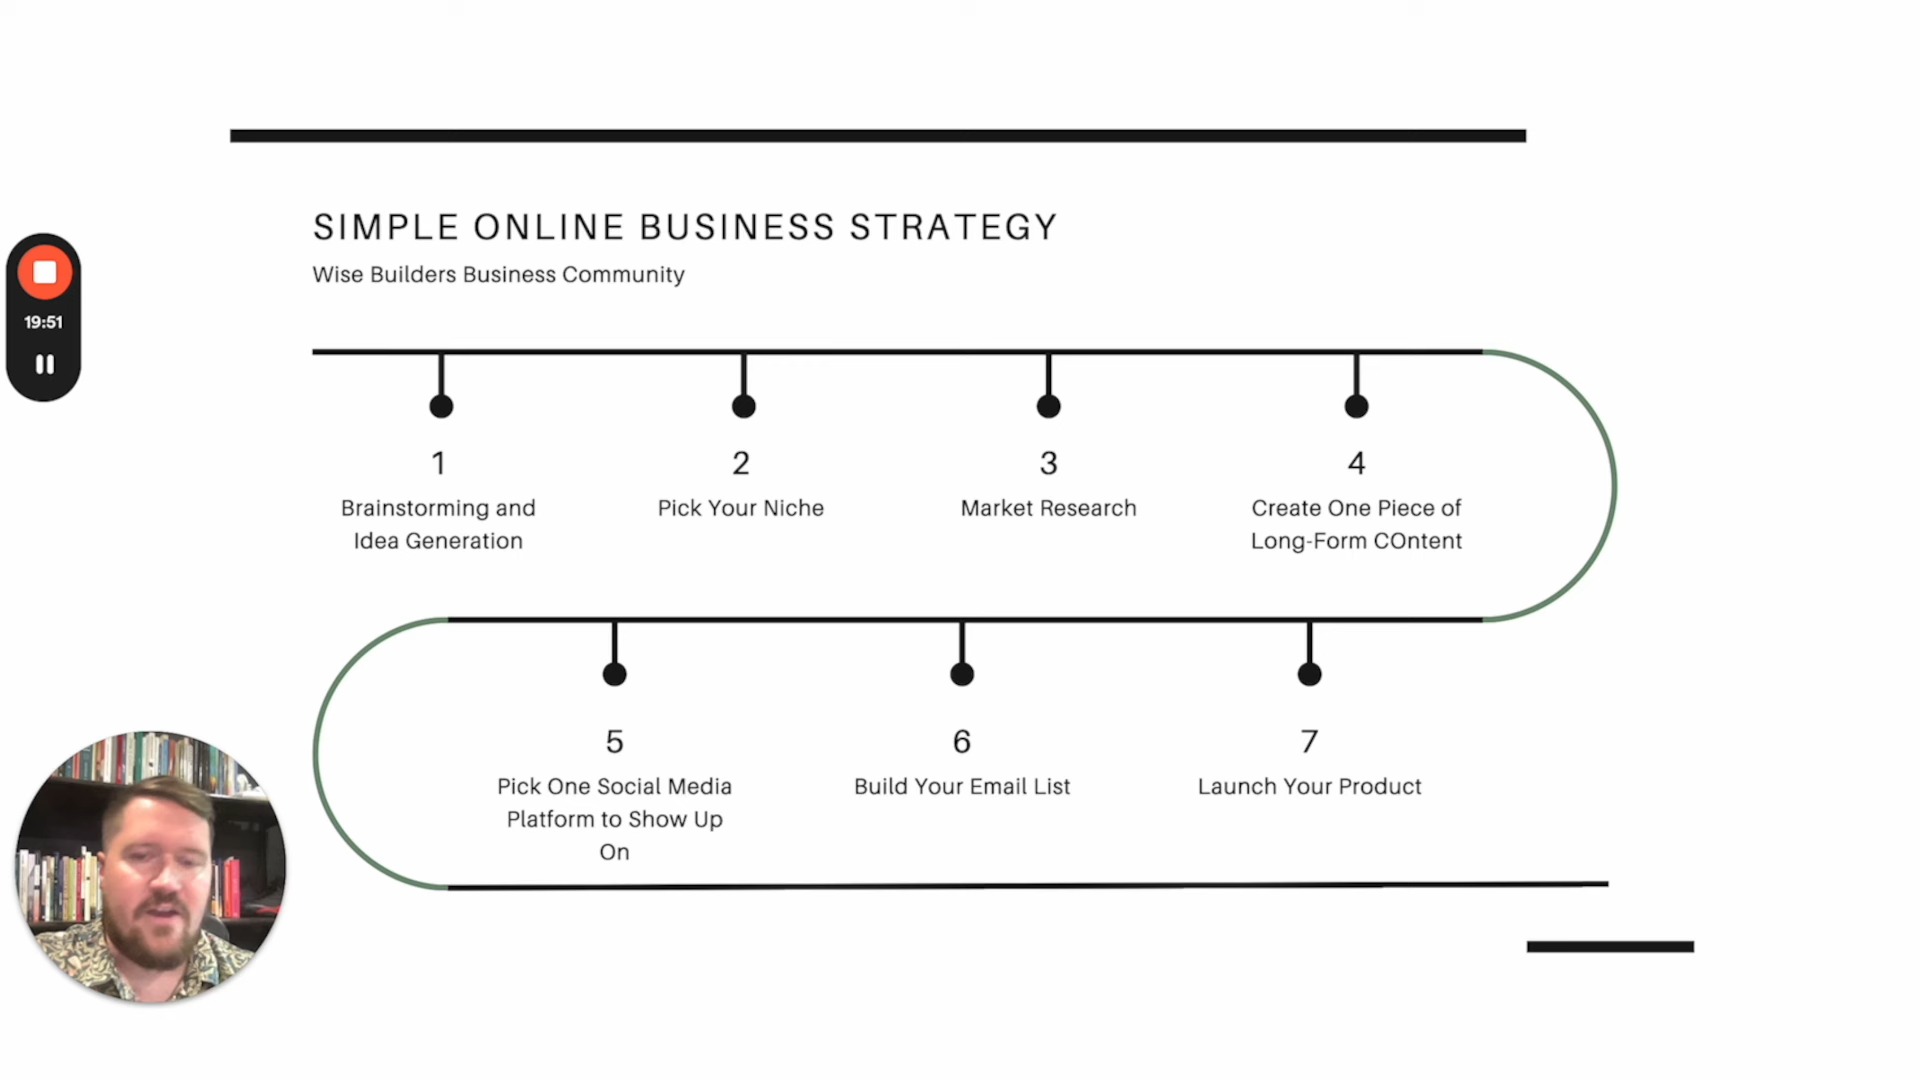 SIMPLE ONLINE BUSINESS STRATEGY
Wise Builders Business Community
19:51
1
2
3
4
Brainstorming and
Idea Generation
Pick Your Niche
Market Research
Create One Piece of
Long-Form COntent
5
6
7
Pick One Social Media
Platform to Show Up
On
Build Your Email List
Launch Your Product